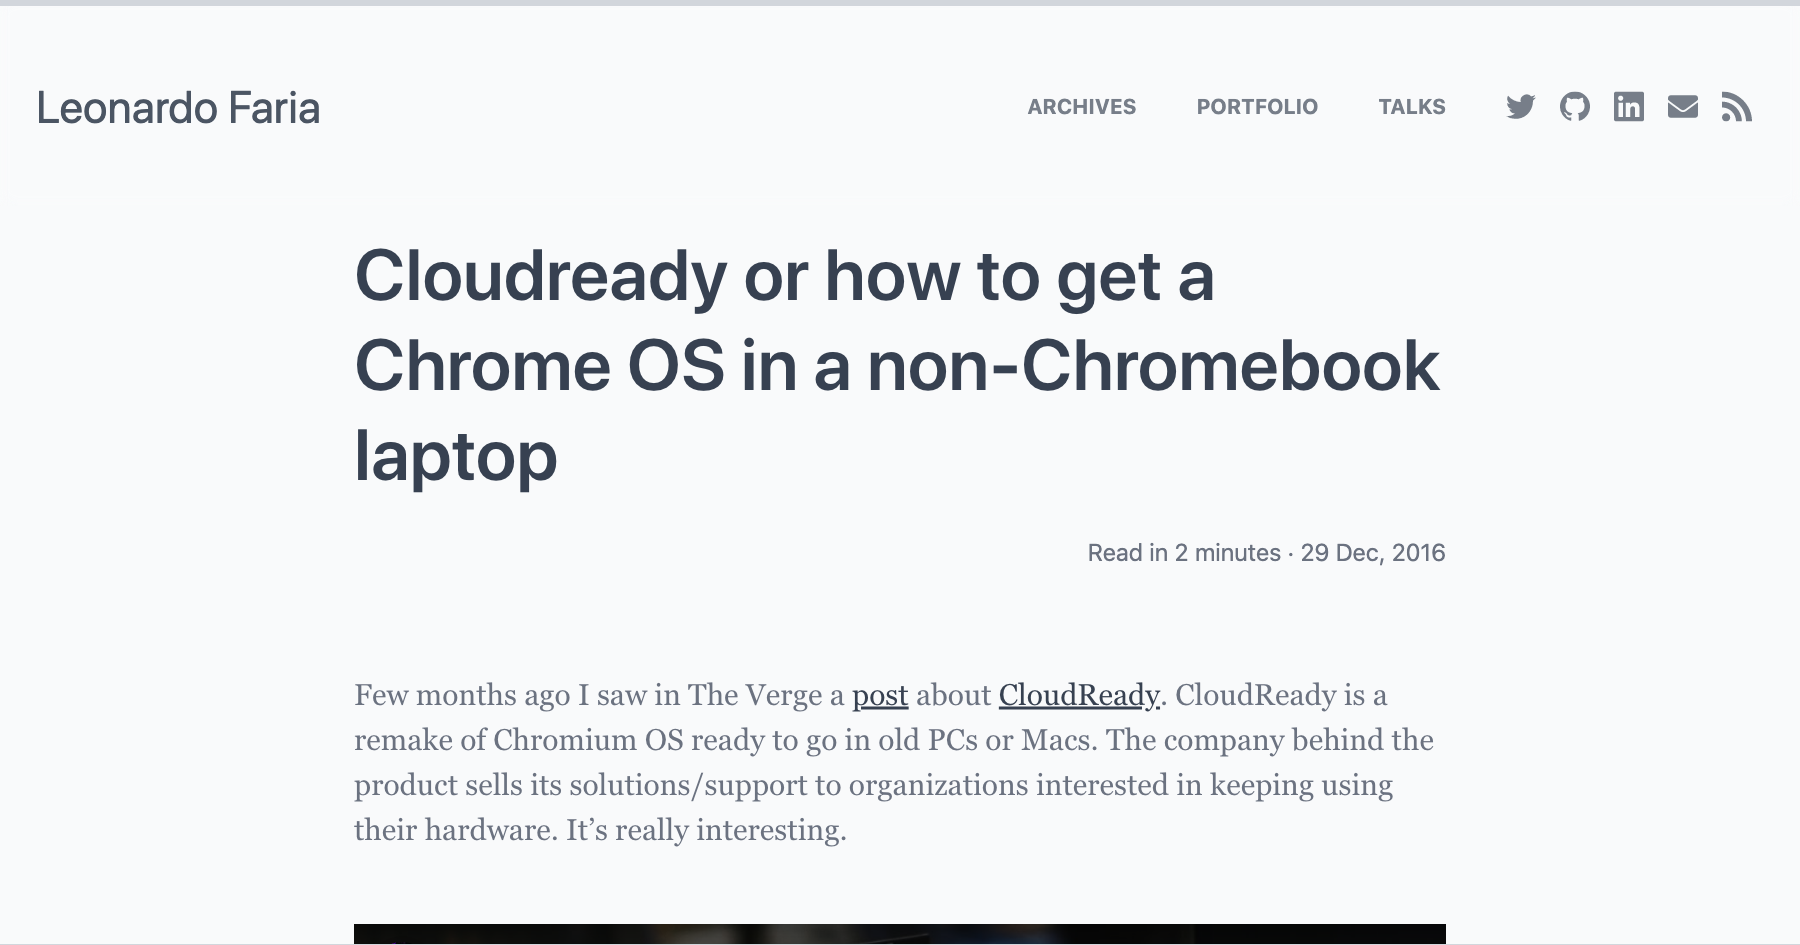 Leonardo Faria
ARCHIVES PORTFOLIO TALKS
Cloudready or how to get a
Chrome OS in a non-Chromebook
laptop
Read in 2 minutes · 29 Dec, 2016
Few months ago I saw in The Verge a post about CloudReady. CloudReady is a
remake of Chromium OS ready to go in old PCs or Macs. The company behind the
product sells its solutions/support to organizations interested in keeping using
their hardware. It’s really interesting.